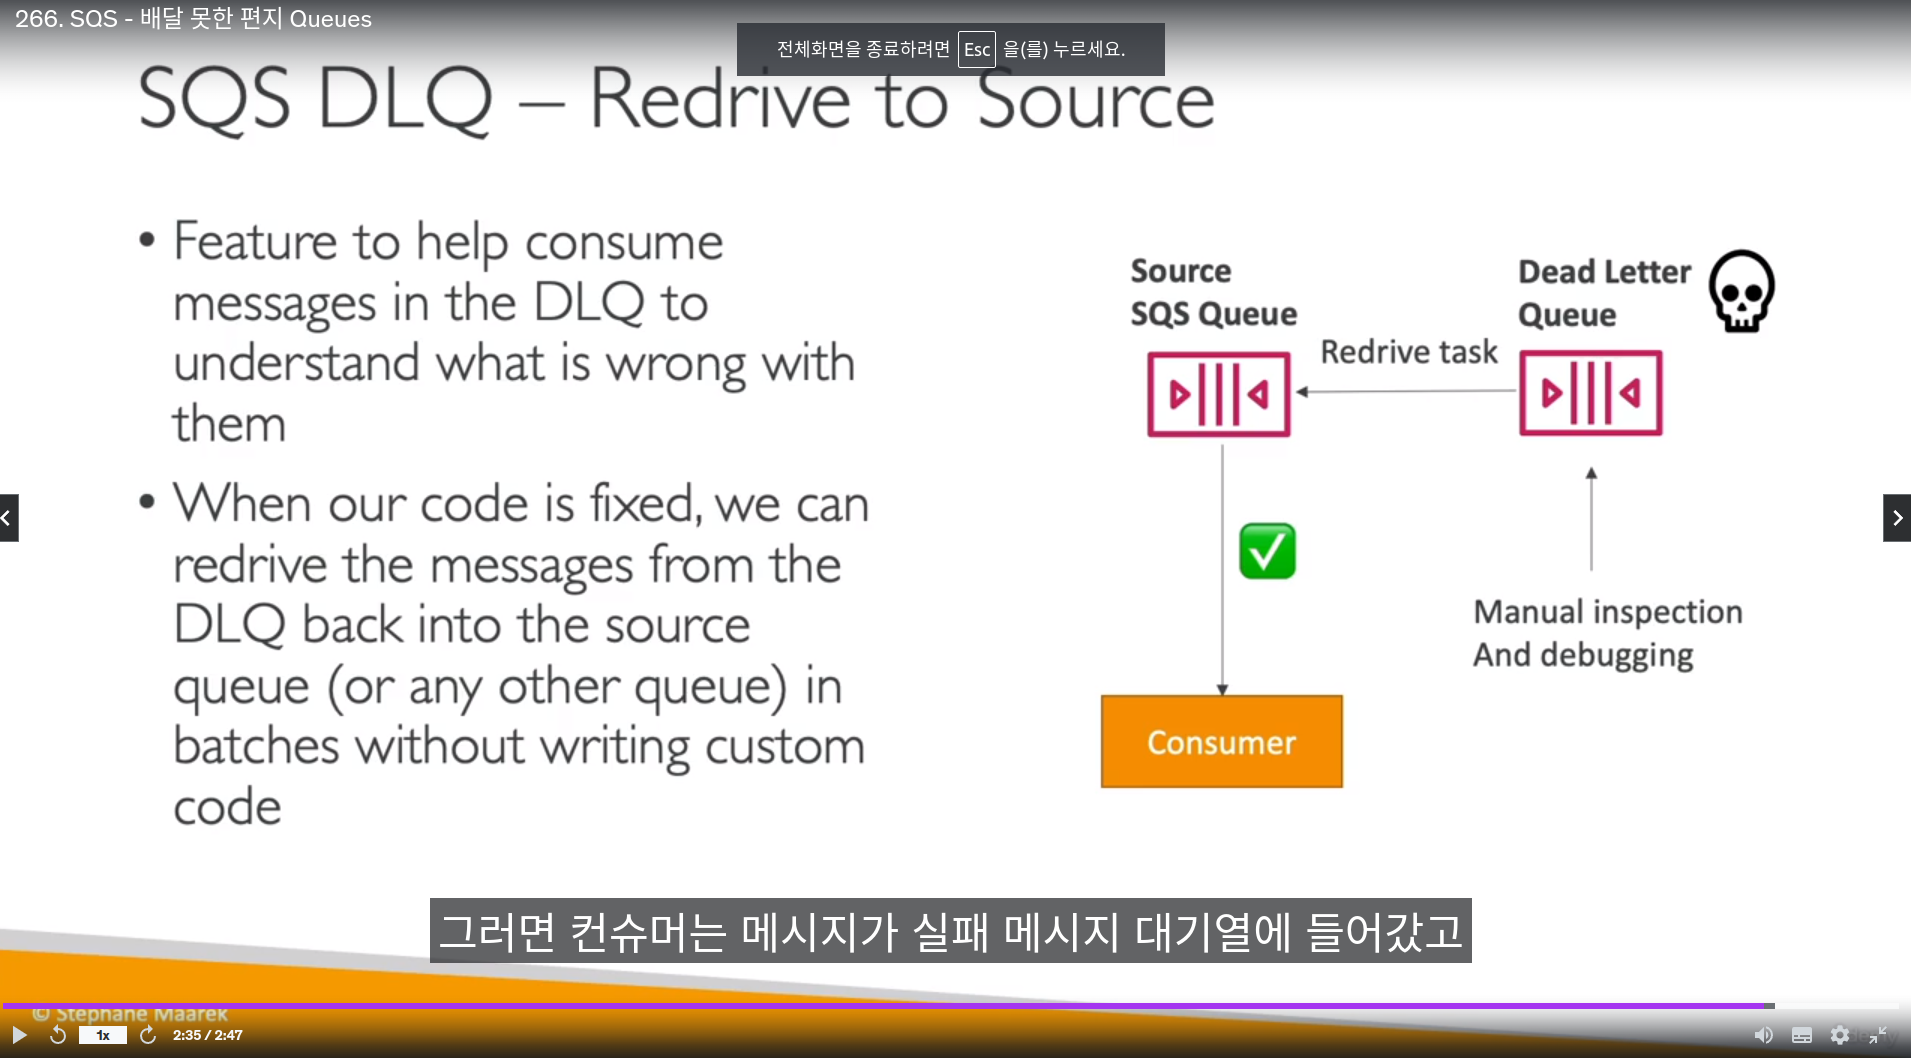 266. SQS - 배달 못한 편지 Queues
전체화면을 종료하려면 Esc 을(를) 누르세요.
SQS DLQ – Redrive to Source
• Feature to help consume
messages in the DLQ to
understand what is wrong with
them
• When our code is fixed, we can
redrive the messages from the
DLQ back into the source
queue (or any other queue) in
batches without writing custom
code
Source
SQS Queue
Redrive task
Dead Letter
Queue
Manual inspection
And debugging
Consumer
그러면 컨슈머는 메시지가 실패 메시지 대기열에 들어갔고
© Stephane Maarek
1x
2:35 / 2:47